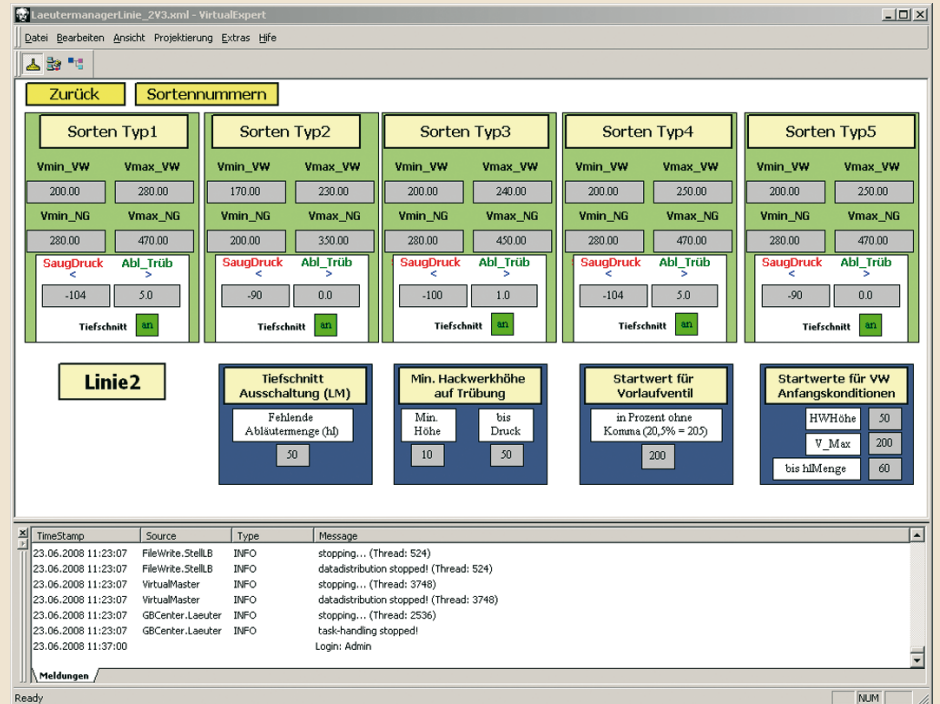 LaeutermanagerLinie_2V3.xml - VirtualExpert
Datei Bearbeiten Ansicht Projektierung Extras Hife
Zurück Sortennummern
Sorten Typ1 Sorten Typ2 Sorten Typ3 Sorten Typ4 Sorten Typ5
Vmin_VW Vmax_VW Vmin_VW Vmax_VW Vmin_VW Vmax_VW Vmin_VW Vmax_VW Vmin_VW Vmax_VW
200.00 280.00 170.00 230.00 200.00 240.00 200.00 250.00 200.00 250.00
Vmin_NG Vmax_NG Vmin_NG Vmax_NG Vmin_NG Vmax_NG Vmin_NG Vmax_NG Vmin_NG Vmax_NG
280.00 470.00 200.00 350.00 280.00 450.00 280.00 470.00 280.00 470.00
SaugDruck Abl_Trüb SaugDruck Abl_Trüb SaugDruck Abl_Trüb SaugDruck Abl_Trüb SaugDruck Abl_Trüb
< > < > < > < > < >
-104 5.0 -90 0.0 -100 1.0 -104 5.0 -90 0.0
Tiefschnitt an Tiefschnitt an Tiefschnitt an Tiefschnitt an Tiefschnitt an
Linie2
Tiefschnitt
Ausschaltung (LM)
Fehlende
Abläutermenge (hl)
50
Min. Hackwerkhöhe
auf Trübung
Min. bis
Höhe Druck
10 50
Startwert für
Vorlaufventil
in Prozent ohne
Komma (20,5% = 205)
200
Startwerte für VW
Anfangskonditionen
HWHöhe 50
V_Max 200
bis hlMenge 60
TimeStamp Source Type Message
23.06.2008 11:23:07 FileWrite.StellLB INFO stopping... (Thread: 524)
23.06.2008 11:23:07 FileWrite.StellLB INFO datadistribution stopped! (Thread: 524)
23.06.2008 11:23:07 VirtualMaster INFO stopping... (Thread: 3748)
23.06.2008 11:23:07 VirtualMaster INFO datadistribution stopped! (Thread: 3748)
23.06.2008 11:23:07 GBCenter.Laeuter INFO stopping... (Thread: 2536)
23.06.2008 11:23:07 GBCenter.Laeuter INFO task-handling stopped!
23.06.2008 11:37:00 Login: Admin
Meldungen
Ready NUM